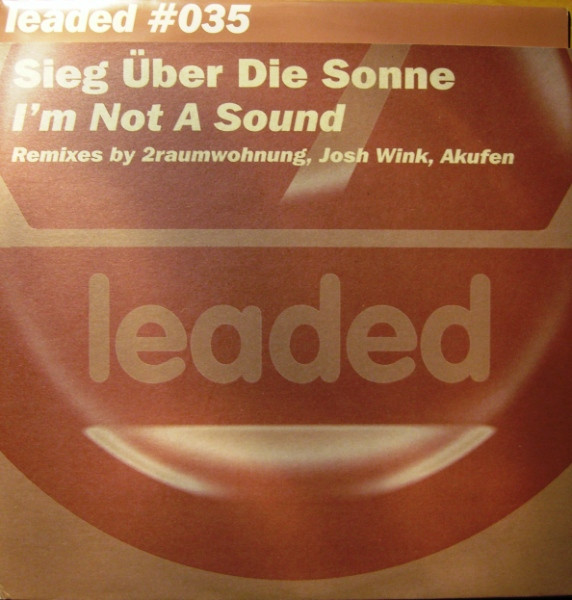 leaded #035
Sieg Über Die Sonne
I'm Not A Sound
Remixes by 2raumwohnung, Josh Wink, Akufen
leaded